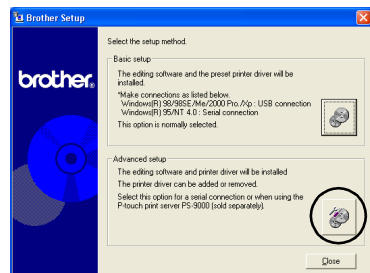 Brother Setup
Select the setup method.
Basic setup
The editing software and the preset printer driver will be
installed.
*Make connections as listed below.
Windows(R) 98/98SE/Me/2000 Pro./Xp : USB connection
Windows(R) 95/NT 4.0 : Serial connection
This option is normally selected.
brother®
Advanced setup
The editing software and printer driver will be installed
The printer driver can be added or removed.
Select this option for a serial connection or when using the
P-touch print server PS-9000 (sold separately).
Close